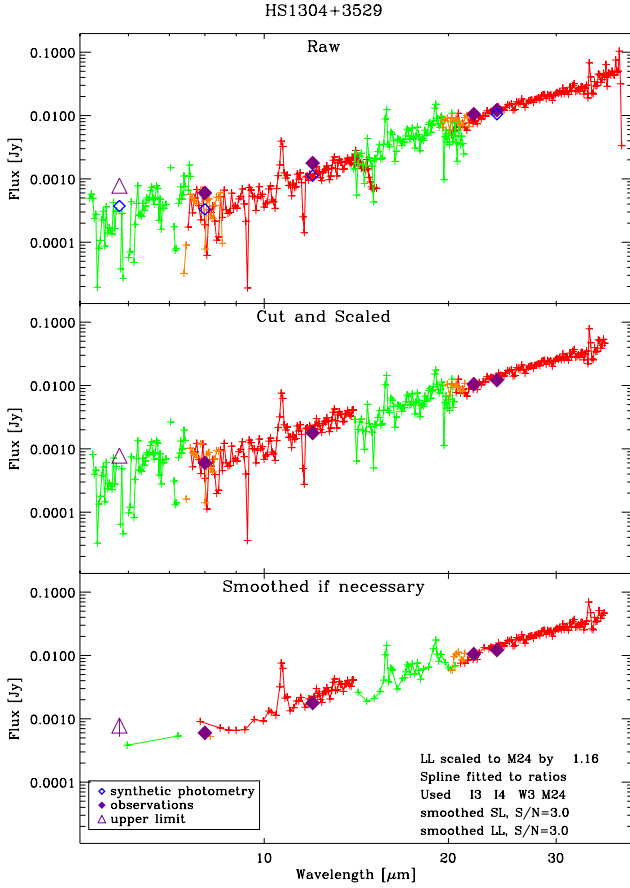 HS1304+3529
Raw
0.1000
0.0100
0.0010
0.0001
Flux [Jy]
Cut and Scaled
0.1000
0.0100
0.0010
0.0001
Flux [Jy]
Smoothed if necessary
0.1000
0.0100
0.0010
0.0001
Flux [Jy]
LL scaled to M24 by 1.16
Spline fitted to ratios
Used I3 I4 W3 M24
smoothed SL, S/N=3.0
smoothed LL, S/N=3.0
synthetic photometry
observations
upper limit
10 20 30
Wavelength [μm]